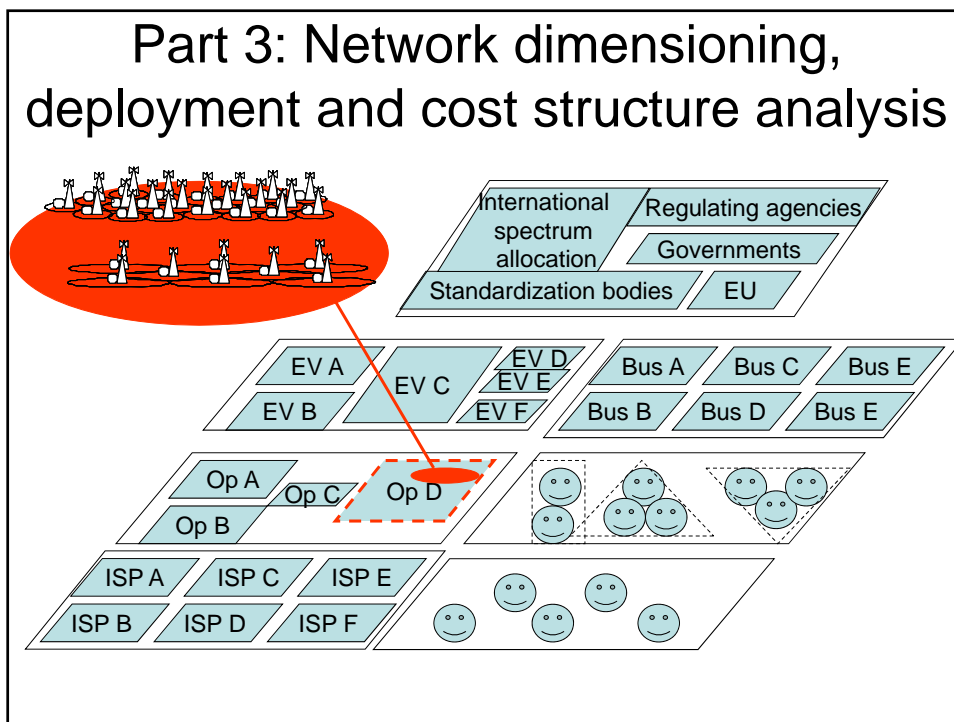 Part 3: Network dimensioning,
deployment and cost structure analysis
International
spectrum
allocation
Regulating agencies
Governments
Standardization bodies
EU
EV A
EV B
EV C
EV D
EV E
EV F
Bus A
Bus C
Bus E
Bus B
Bus D
Bus E
Op A
Op B
Op C
Op D
ISP A
ISP C
ISP E
ISP B
ISP D
ISP F